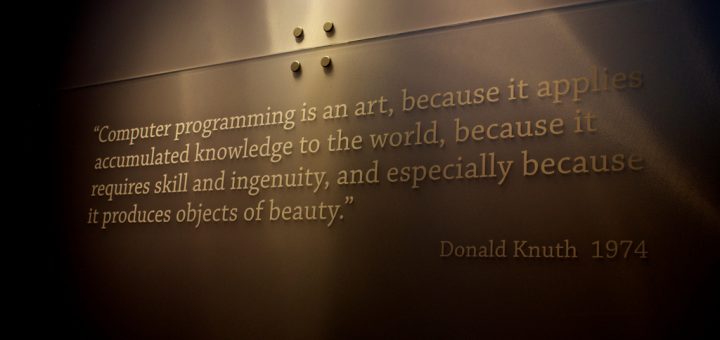 “Computer programming is an art, because it applies
accumulated knowledge to the world, because it
requires skill and ingenuity, and especially because
it produces objects of beauty.”
Donald Knuth 1974